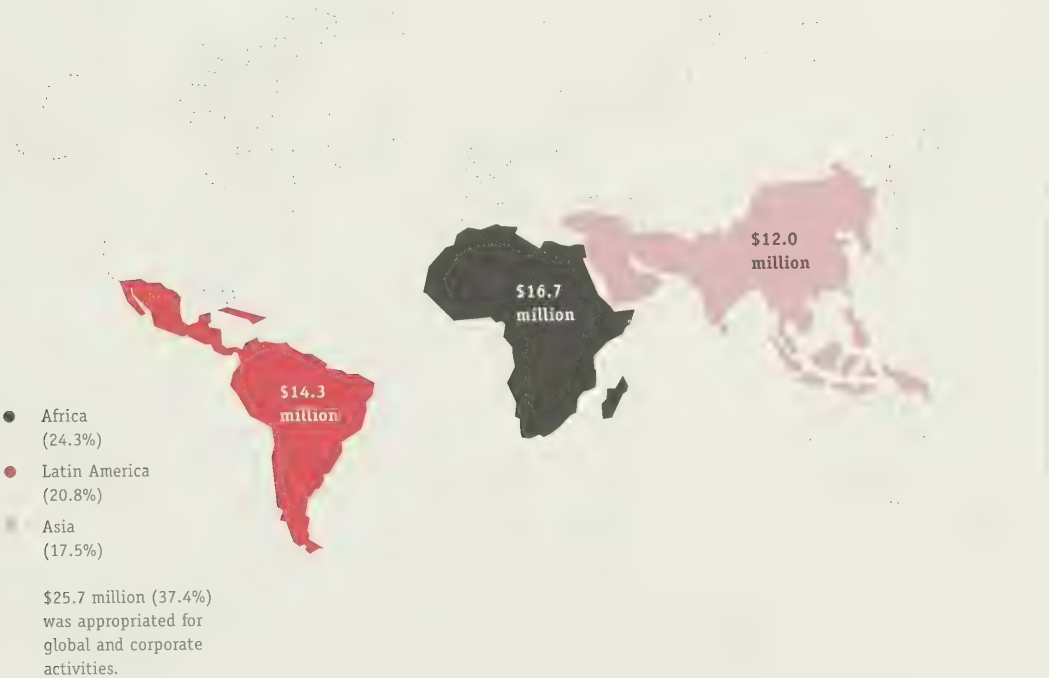 $12.0
million
$16.7
million
$14.3
million
Africa
(24.3%)
Latin America
(20.8%)
Asia
(17.5%)
$25.7 million (37.4%)
was appropriated for
global and corporate
activities.